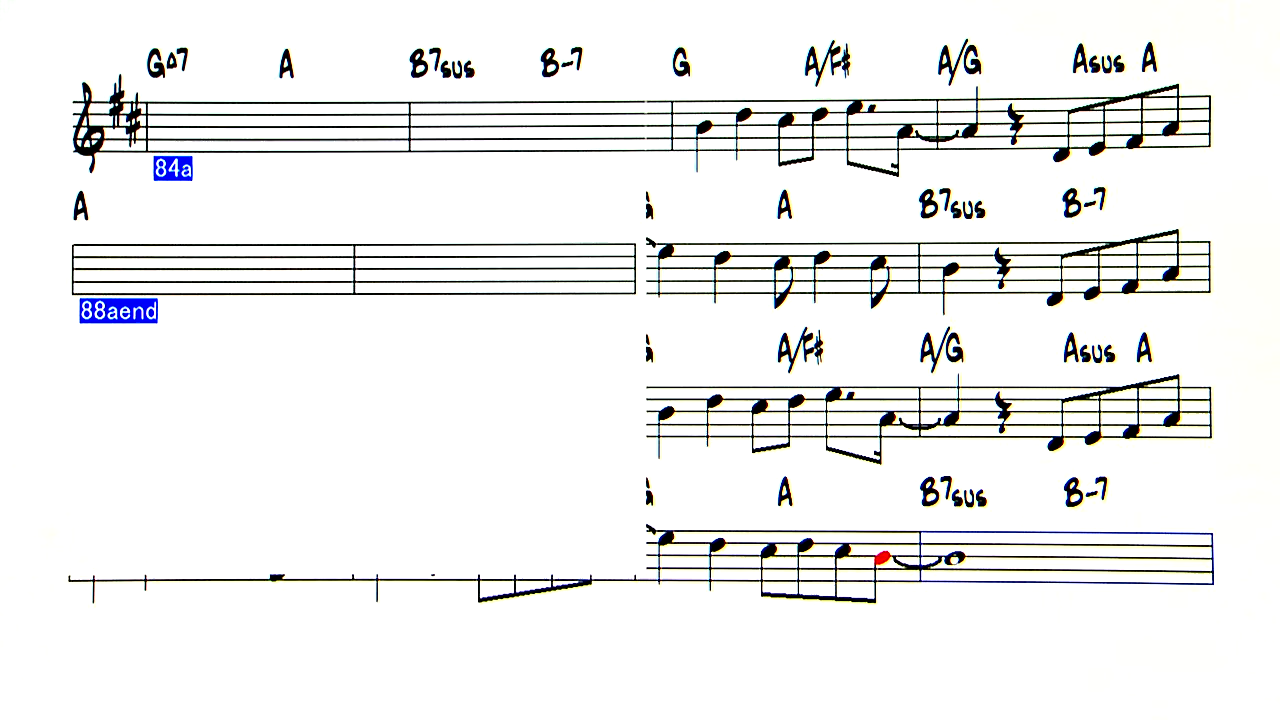 G∆7 A B7sus B-7 G A/F# A/G Asus A
84a
A A B7sus B-7
88aend
A/F# A/G Asus A
A B7sus B-7